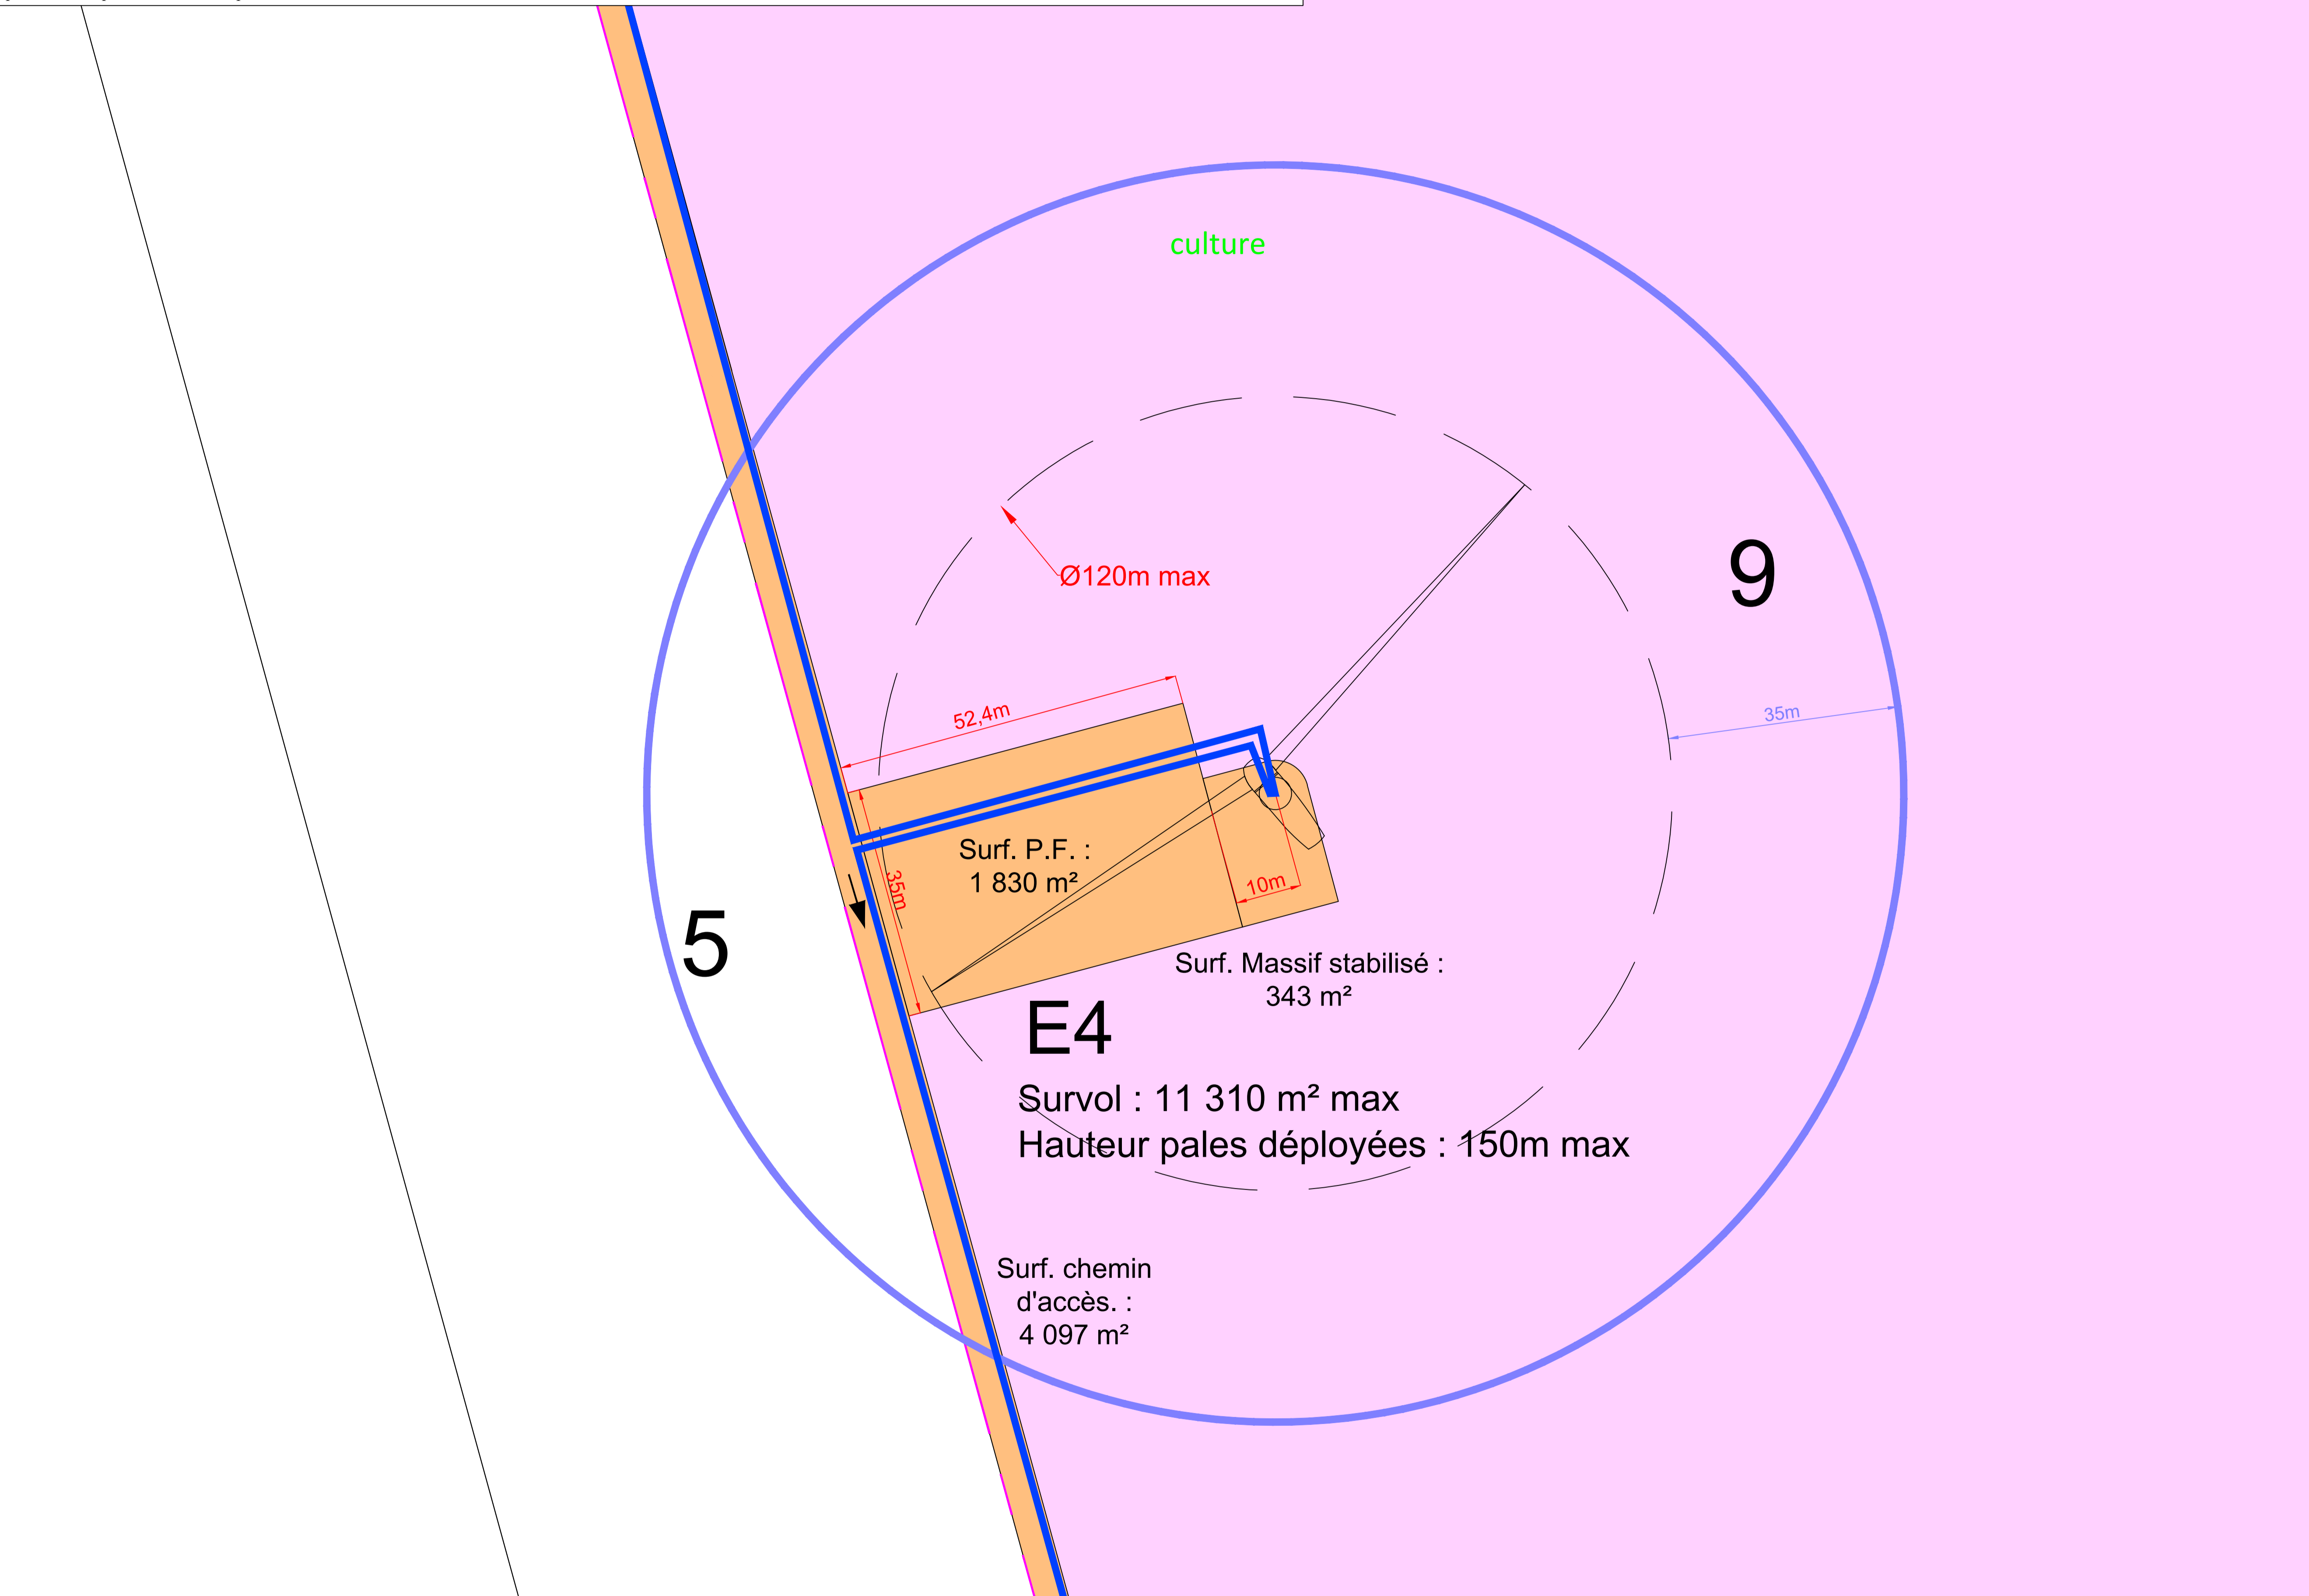 culture
Ø120m max
9
52,4m
35m
35m
Surf. P.F. :
1 830 m²
10m
5
Surf. Massif stabilisé :
343 m²
E4
Survol : 11 310 m² max
Hauteur pales déployées : 150m max
Surf. chemin
d'accès. :
4 097 m²